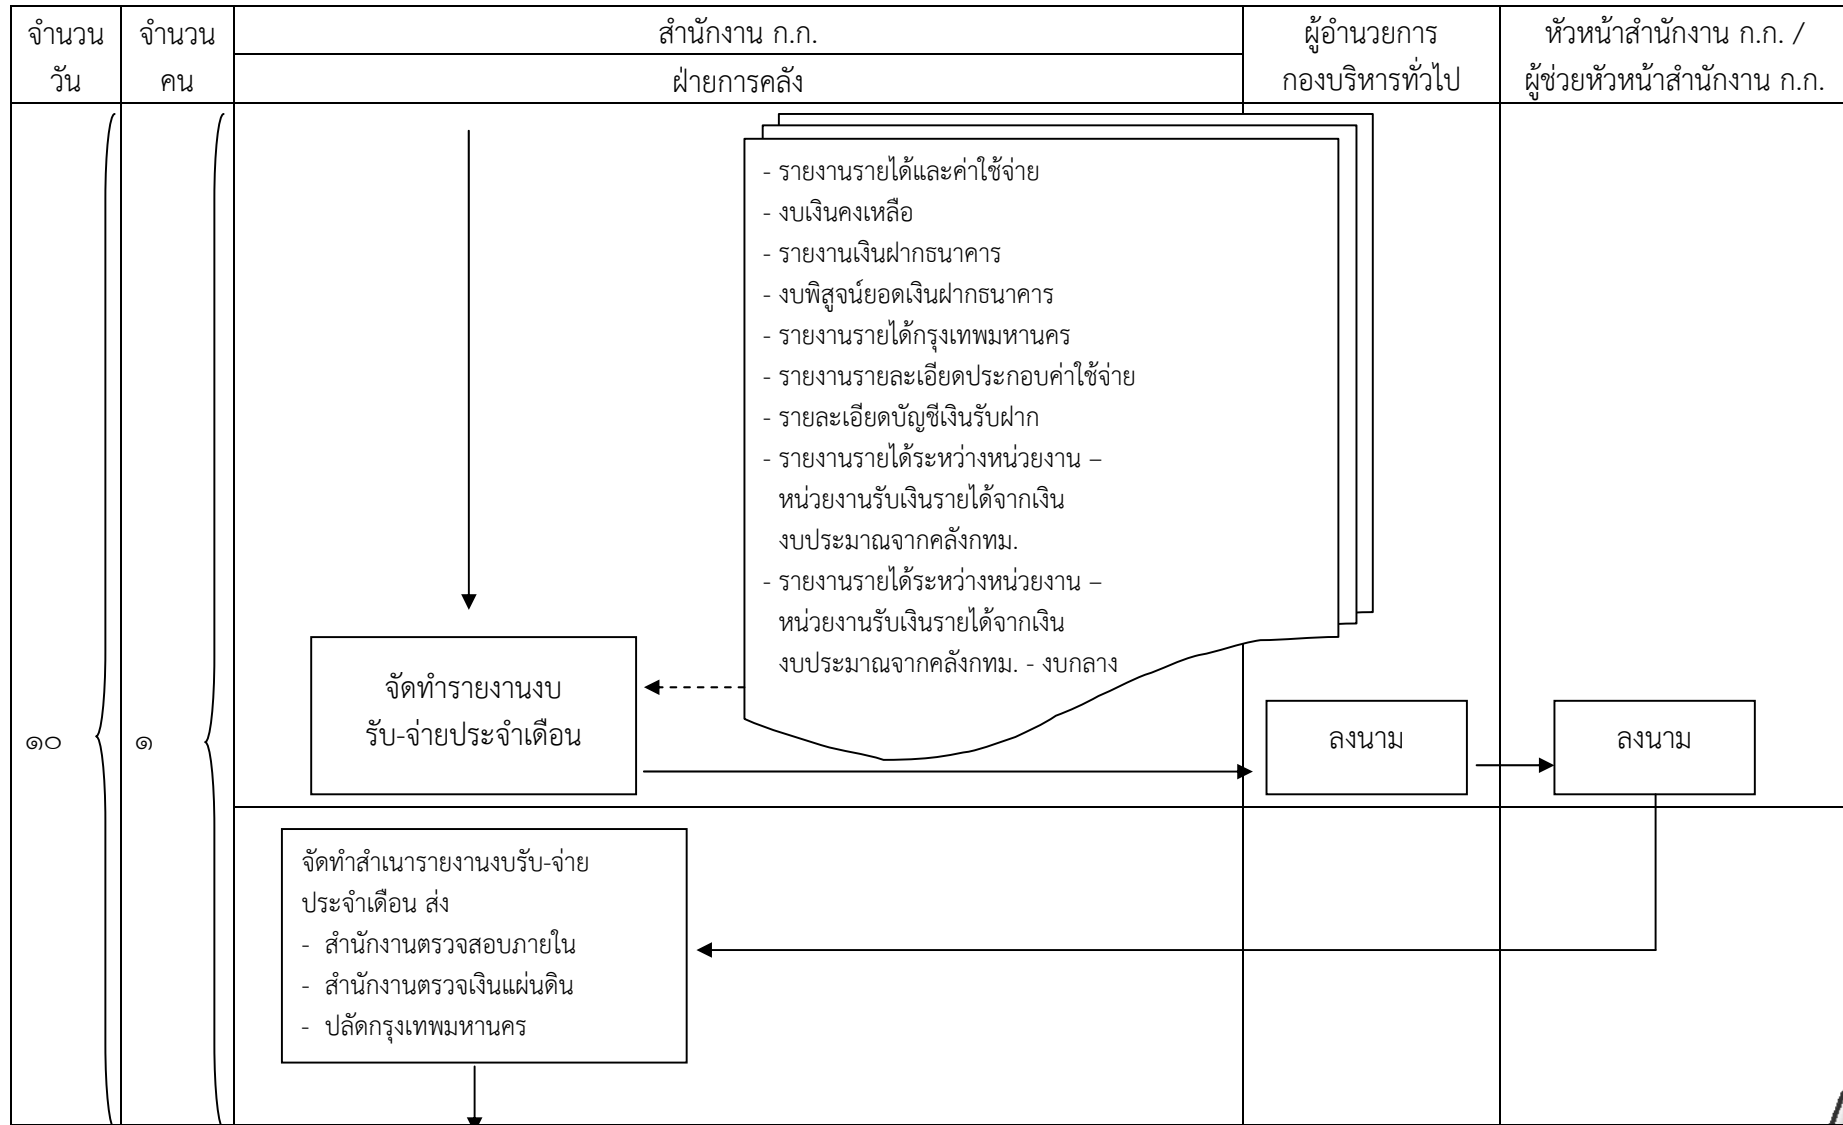 จำนวน
วัน
จำนวน
คน
สำนักงาน ก.ก.
ฝ่ายการคลัง
ผู้อำนวยการ
กองบริหารทั่วไป
หัวหน้าสำนักงาน ก.ก. /
ผู้ช่วยหัวหน้าสำนักงาน ก.ก.
- รายงานรายได้และค่าใช้จ่าย
- งบเงินคงเหลือ
- รายงานเงินฝากธนาคาร
- งบพิสูจน์ยอดเงินฝากธนาคาร
- รายงานรายได้กรุงเทพมหานคร
- รายงานรายละเอียดประกอบค่าใช้จ่าย
- รายละเอียดบัญชีเงินรับฝาก
- รายงานรายได้ระหว่างหน่วยงาน –
หน่วยงานรับเงินรายได้จากเงิน
งบประมาณจากคลังกทม.
- รายงานรายได้ระหว่างหน่วยงาน –
หน่วยงานรับเงินรายได้จากเงิน
งบประมาณจากคลังกทม. - งบกลาง
๑๐
๑
จัดทำรายงานงบ
รับ-จ่ายประจำเดือน
ลงนาม
ลงนาม
จัดทำสำเนารายงานงบรับ-จ่าย
ประจำเดือน ส่ง
- สำนักงานตรวจสอบภายใน
- สำนักงานตรวจเงินแผ่นดิน
- ปลัดกรุงเทพมหานคร